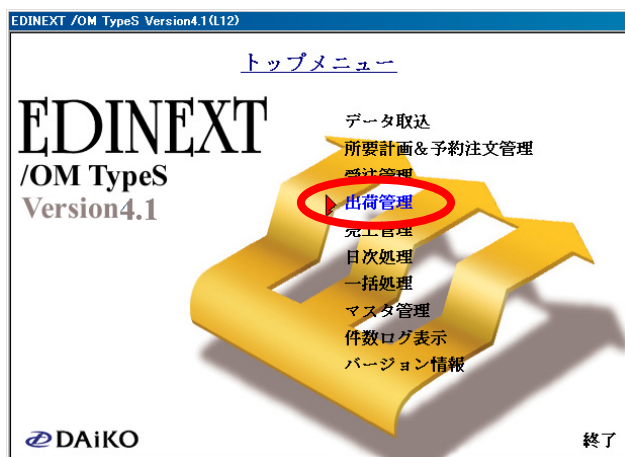 EDINEXT /OM TypeS Version4.1(L12)
トップメニュー
EDINEXT
/OM TypeS
Version4.1
データ取込
所要計画&予約注文管理
受注管理
出荷管理
売上管理
日次処理
一括処理
マスタ管理
件数ログ表示
バージョン情報
DAiKO
終了